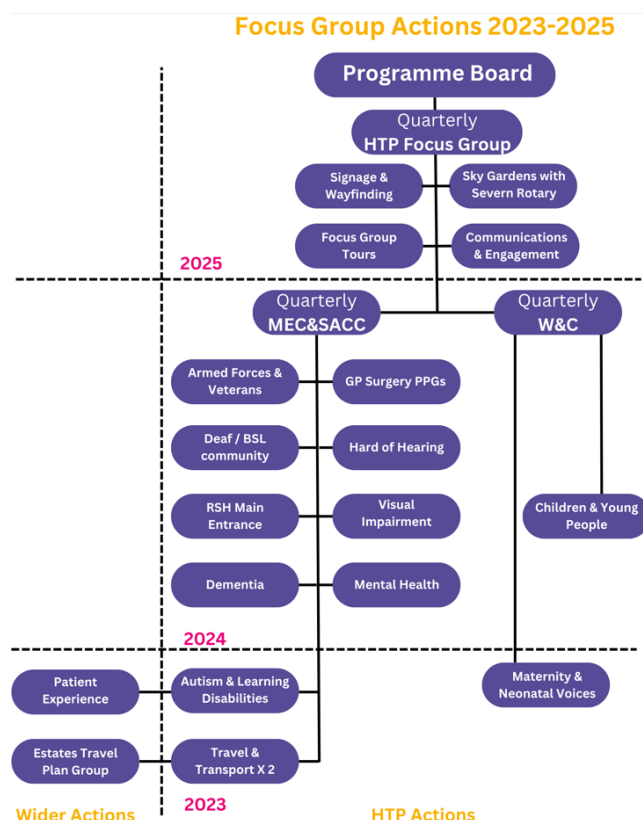 Focus Group Actions 2023-2025
Programme Board
Quarterly
HTP Focus Group
Signage &
Wayfinding
Sky Gardens with
Severn Rotary
Focus Group
Tours
Communications
& Engagement
2025
Quarterly
MEC&SACC
Quarterly
W&C
Armed Forces &
Veterans
GP Surgery PPGs
Deaf / BSL
community
Hard of Hearing
RSH Main
Entrance
Visual
Impairment
Children & Young
People
Dementia
Mental Health
2024
Patient
Experience
Autism & Learning
Disabilities
Maternity &
Neonatal Voices
Estates Travel
Plan Group
Travel &
Transport X 2
2023
Wider Actions
HTP Actions